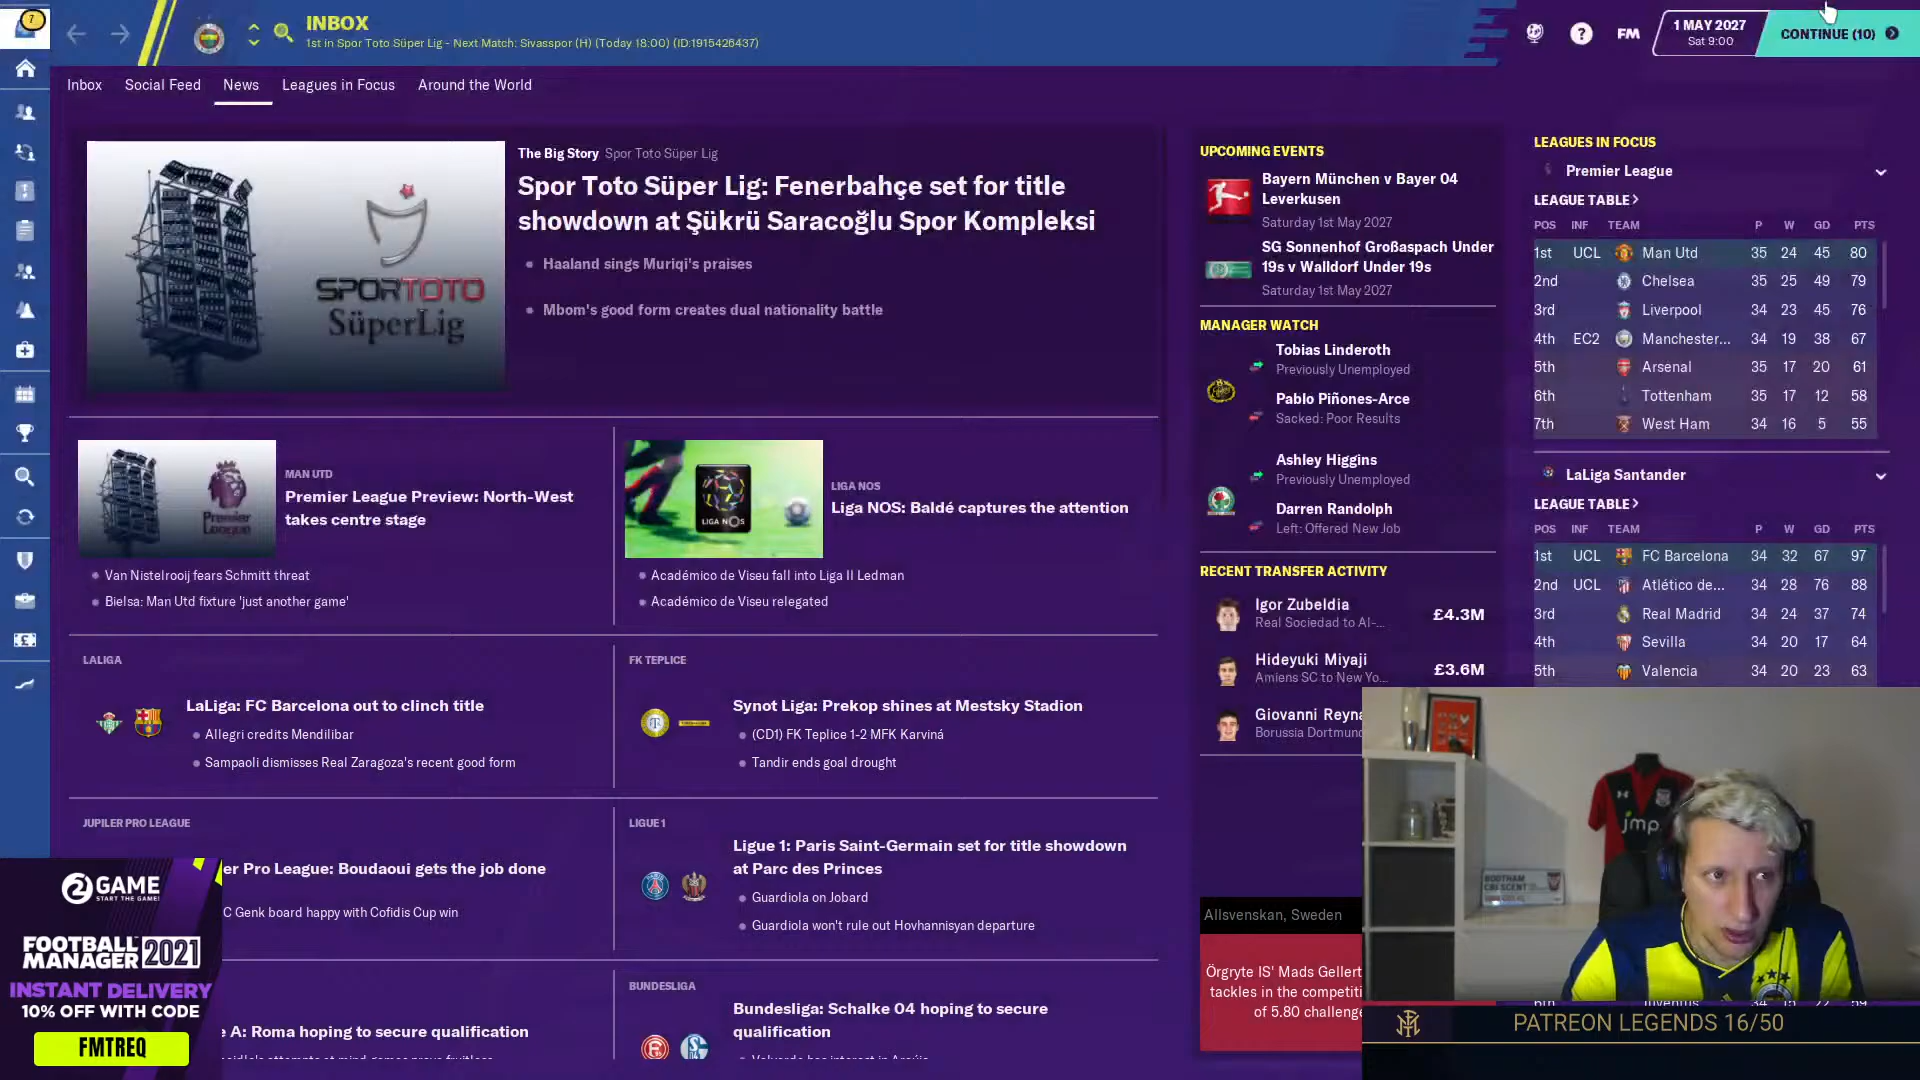 7
INBOX
1st in Spor Toto Süper Lig - Next Match: Sivasspor (H) (Today 18:00) (ID:1915426437)
?
FM
1 MAY 2027
Sat 9:00
CONTINUE (10)
Inbox Social Feed News Leagues in Focus Around the World
The Big Story Spor Toto Süper Lig
Spor Toto Süper Lig: Fenerbahçe set for title
showdown at Şükrü Saracoğlu Spor Kompleksi
Haaland sings Muriqi's praises
Mbom's good form creates dual nationality battle
SPORTOTO
SüperLig
MAN UTD
Premier League Preview: North-West
takes centre stage
Premier
League
Van Nistelrooij fears Schmitt threat
Bielsa: Man Utd fixture 'just another game'
LIGA NOS
LIGA NOS
Liga NOS: Baldé captures the attention
Académico de Viseu fall into Liga II Ledman
Académico de Viseu relegated
LALIGA
LaLiga: FC Barcelona out to clinch title
Allegri credits Mendilibar
Sampaoli dismisses Real Zaragoza's recent good form
FK TEPLICE
Synot Liga: Prekop shines at Mestsky Stadion
(CD1) FK Teplice 1-2 MFK Karviná
Tandir ends goal drought
JUPILER PRO LEAGUE
er Pro League: Boudaoui gets the job done
C Genk board happy with Cofidis Cup win
LIGUE 1
Ligue 1: Paris Saint-Germain set for title showdown
at Parc des Princes
Guardiola on Jobard
Guardiola won't rule out Hovhannisyan departure
e A: Roma hoping to secure qualification
BUNDESLIGA
Bundesliga: Schalke 04 hoping to secure
qualification
UPCOMING EVENTS
Bayern München v Bayer 04
Leverkusen
Saturday 1st May 2027
SG Sonnenhof Großaspach Under
19s v Walldorf Under 19s
Saturday 1st May 2027
MANAGER WATCH
Tobias Linderoth
Previously Unemployed
Pablo Piñones-Arce
Sacked: Poor Results
Ashley Higgins
Previously Unemployed
Darren Randolph
Left: Offered New Job
RECENT TRANSFER ACTIVITY
Igor Zubeldia
Real Sociedad to Al-...
£4.3M
Hideyuki Miyaji
Amiens SC to New Yo...
£3.6M
Giovanni Reyna
Borussia Dortmund
Allsvenskan, Sweden
Örgryte IS' Mads Gellert
tackles in the competiti
of 5.80 challenge
LEAGUES IN FOCUS
Premier League
LEAGUE TABLE
POS INF TEAM P W GD PTS
1st UCL Man Utd 35 24 45 80
2nd Chelsea 35 25 49 79
3rd Liverpool 34 23 45 76
4th EC2 Manchester... 34 19 38 67
5th Arsenal 35 17 20 61
6th Tottenham 35 17 12 58
7th West Ham 34 16 5 55
LaLiga Santander
LEAGUE TABLE
POS INF TEAM P W GD PTS
1st UCL FC Barcelona 34 32 67 97
2nd UCL Atlético de... 34 28 76 88
3rd Real Madrid 34 24 37 74
4th Sevilla 34 20 17 64
5th Valencia 34 20 23 63
jmp
BOOTHAM
CRESCENT
PATREON LEGENDS 16/50
2GAME
START THE GAME!
FOOTBALL
MANAGER 2021
INSTANT DELIVERY
10% OFF WITH CODE
FMTREQ